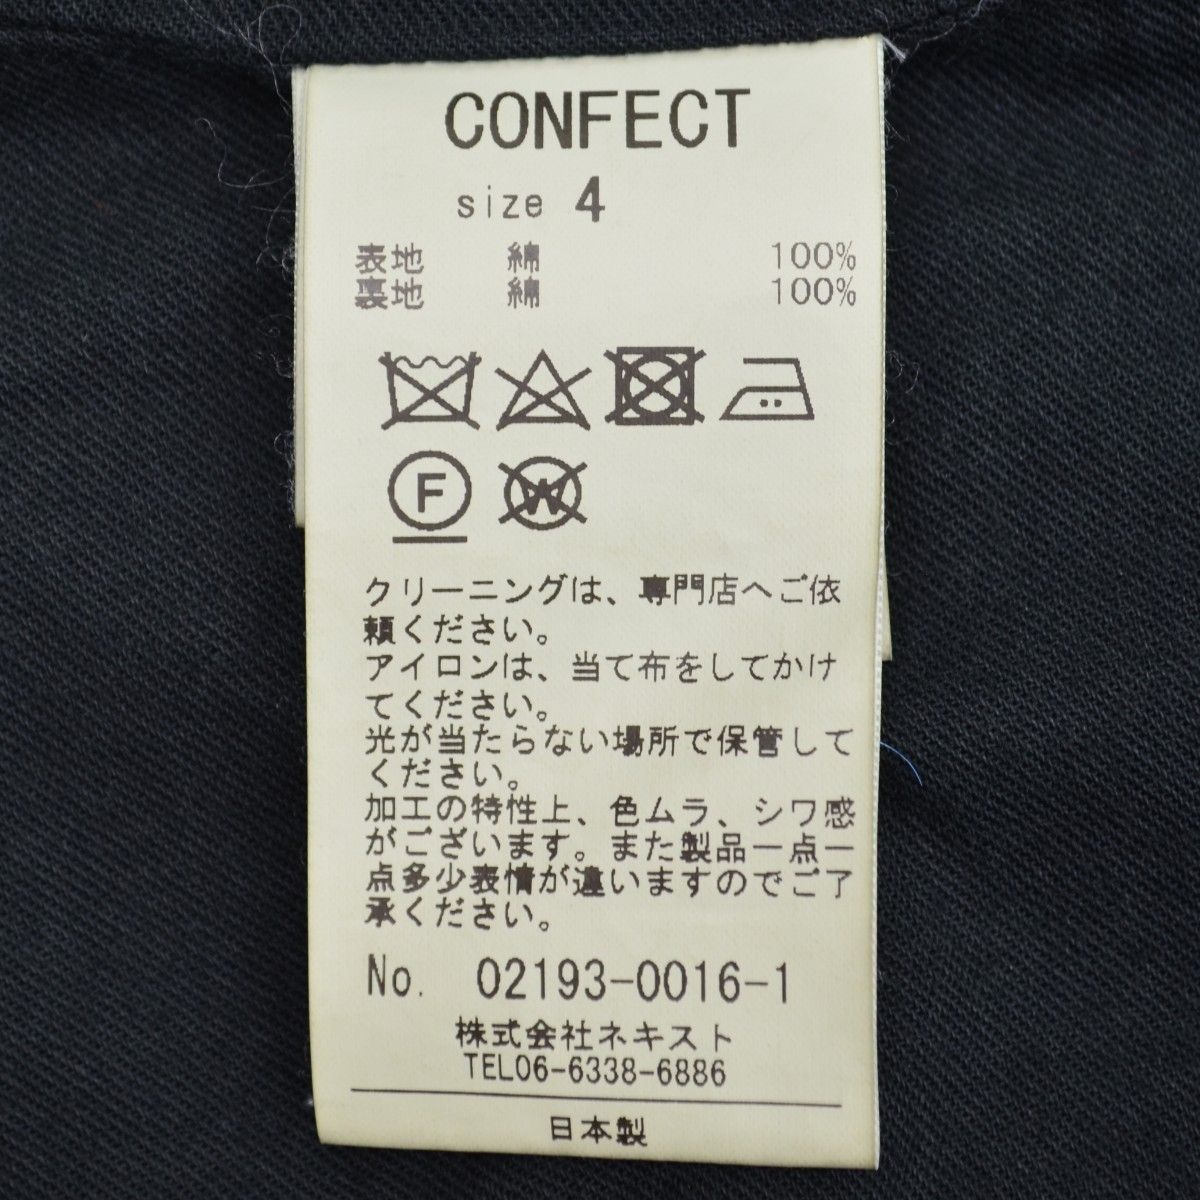 CONFECT
size 4
表地 綿 100%
裏地 綿 100%
F W
クリーニングは、専門店へご依
頼ください。
アイロンは、当て布をしてかけ
てください。
光が当たらない場所で保管して
ください。
加工の特性上、色ムラ、シワ感
がございます。また製品一点一
点多少表情が違いますのでご了
承ください。
No. 02193-0016-1
株式会社ネキスト
TEL06-6338-6886
日本製